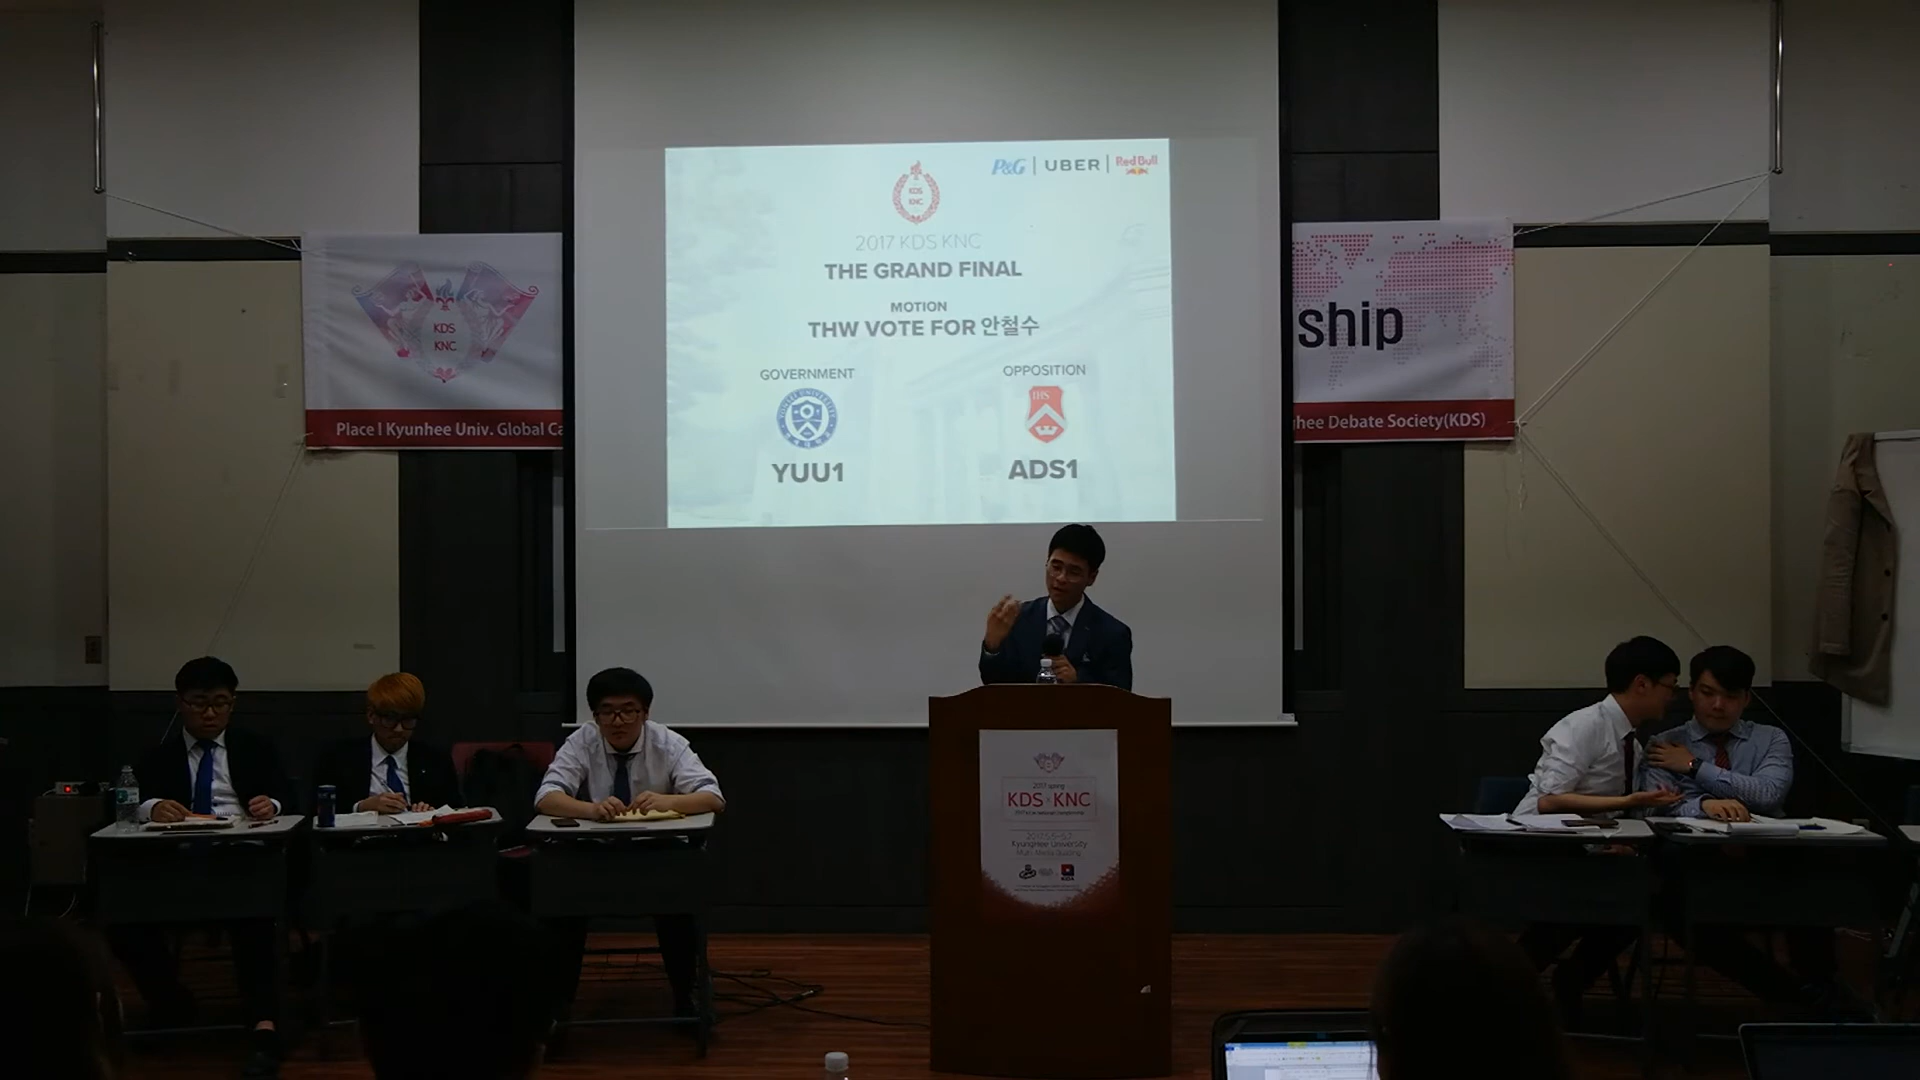 P&G | UBER | Red Bull
KDS
KNC
2017 KDS KNC
THE GRAND FINAL
MOTION
THW VOTE FOR 안철수
GOVERNMENT
OPPOSITION
IHS
YUU1
ADS1
KDS
KNC
Place l Kyunhee Univ. Global Ca
ship
hee Debate Society(KDS)
2017 spring
KDS KNC
KyungHee University